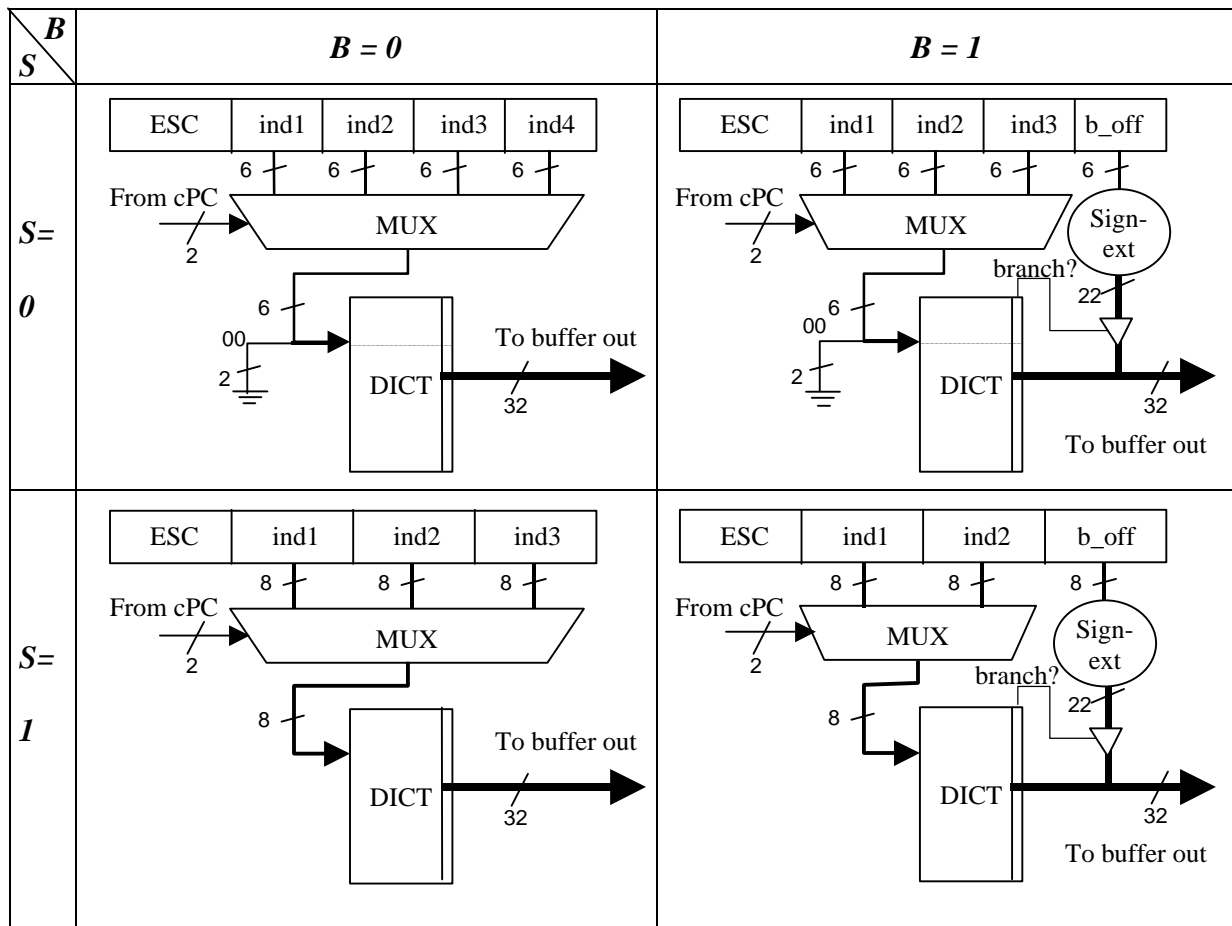 B
S
B = 0
B = 1
S=
0
ESC ind1 ind2 ind3 ind4
6 6 6 6
From cPC
2
MUX
6
00
2
DICT
To buffer out
32
ESC ind1 ind2 ind3 b_off
6 6 6 6
From cPC
2
MUX
Sign-
ext
branch?
22
6
00
2
DICT
32
To buffer out
S=
1
ESC ind1 ind2 ind3
8 8 8
From cPC
2
MUX
8
DICT
To buffer out
32
ESC ind1 ind2 b_off
8 8 8
From cPC
2
MUX
Sign-
ext
branch?
22
8
DICT
32
To buffer out